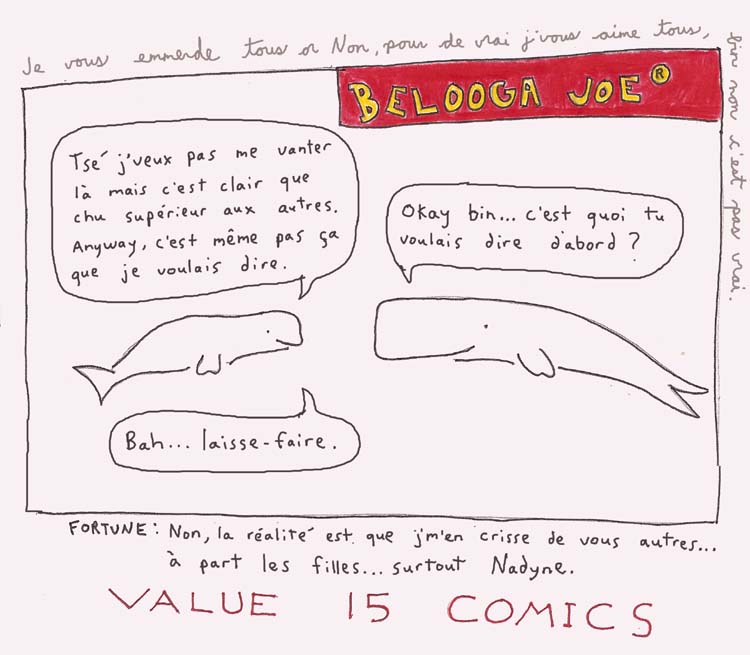 Je vous emmerde tous or Non, pour de vrai j'vous aime tous,
bin non c'est pas vrai.
BELOOGA JOE®
Tsé j'veux pas me vanter
là mais c'est clair que
chu supérieur aux autres.
Anyway, c'est même pas ça
que je voulais dire.
Okay bin... c'est quoi tu
voulais dire d'abord ?
Bah... laisse-faire.
FORTUNE: Non, la réalité est que j'm'en crisse de vous autres...
à part les filles... surtout Nadyne.
VALUE 15 COMICS